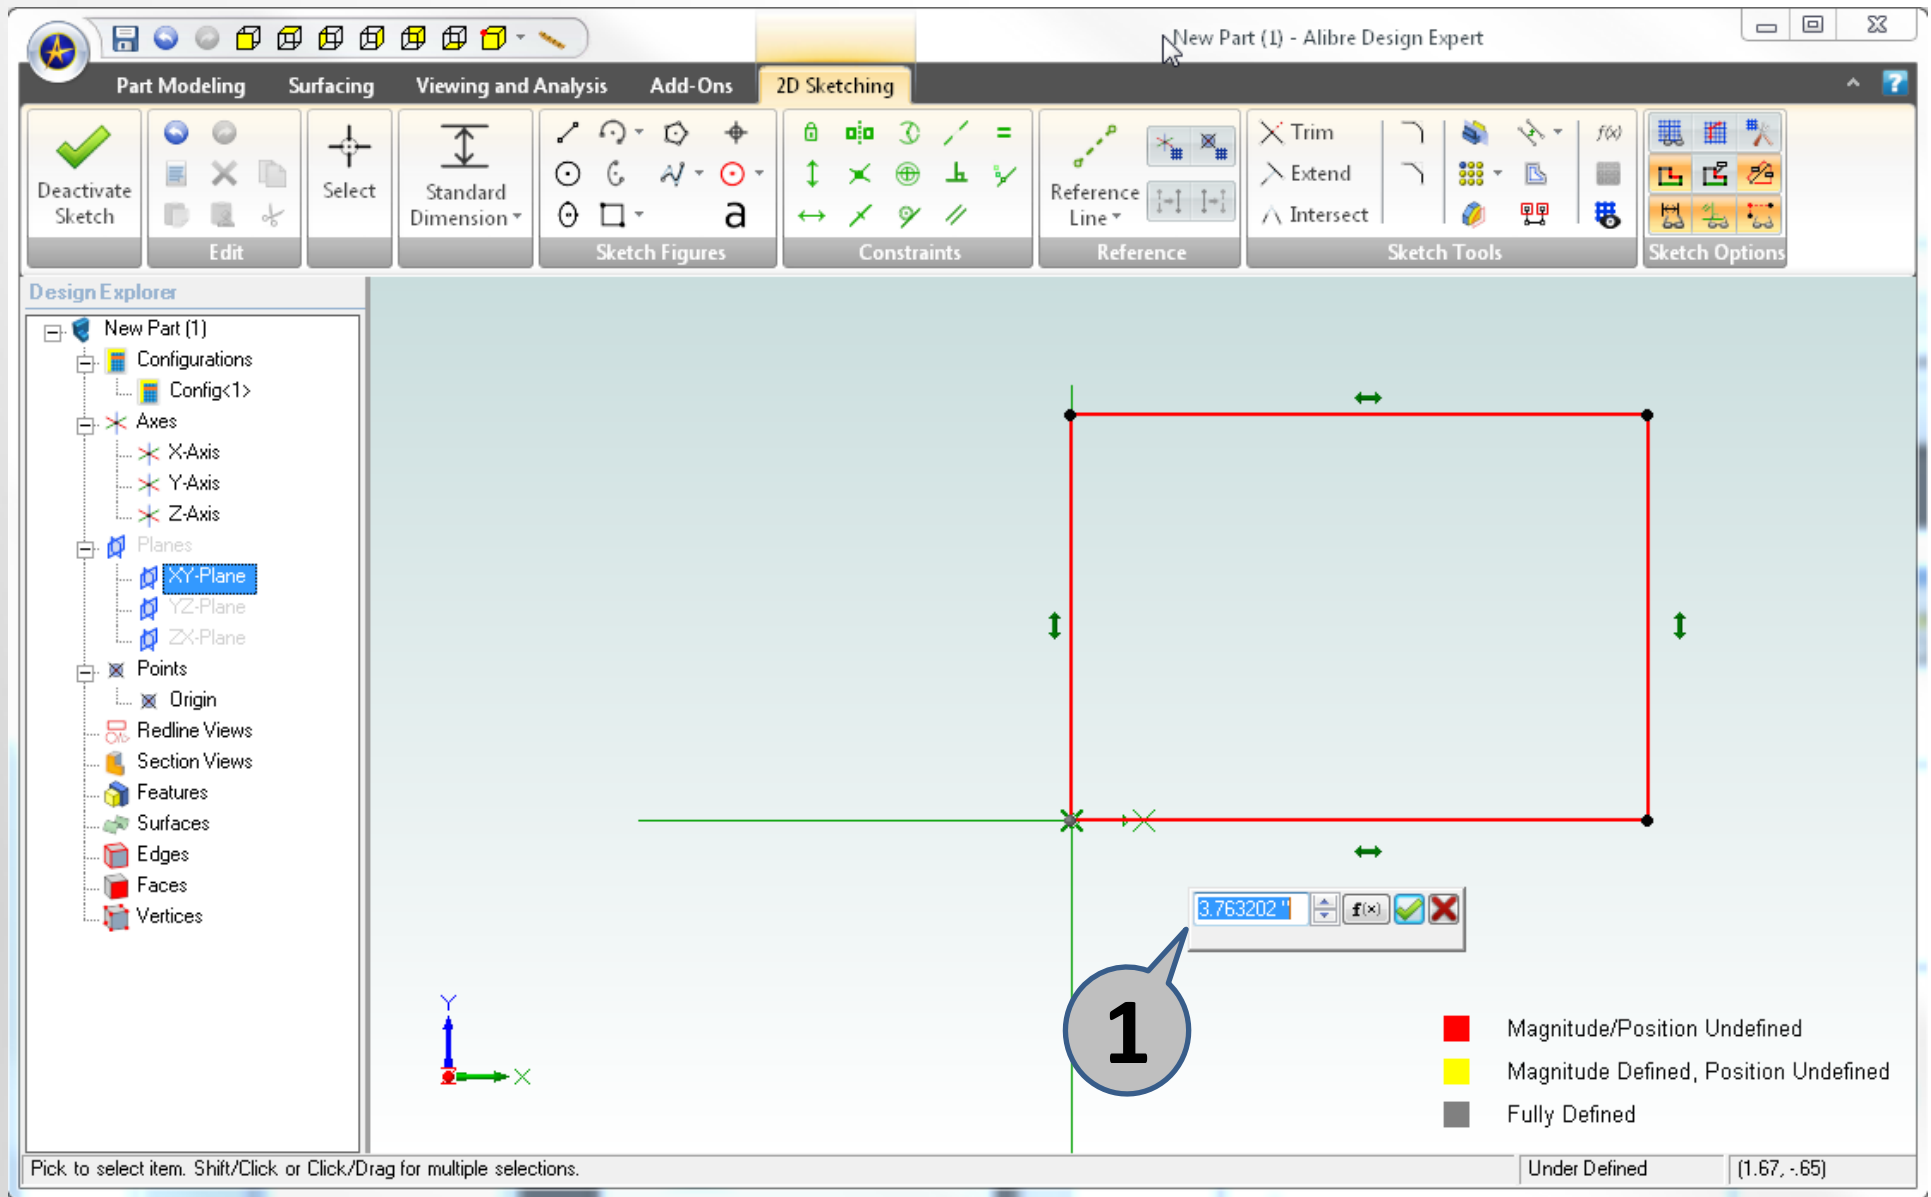 New Part (1) - Alibre Design Expert
Part Modeling Surfacing Viewing and Analysis Add-Ons 2D Sketching
Deactivate Sketch
Edit
Select
Standard Dimension
a
Sketch Figures
Constraints
Reference Line
Reference
Trim
Extend
Intersect
f(x)
Sketch Tools
Sketch Options
Design Explorer
New Part (1)
Configurations
Config<1>
Axes
X-Axis
Y-Axis
Z-Axis
Planes
XY-Plane
YZ-Plane
ZX-Plane
Points
Origin
Redline Views
Section Views
Features
Surfaces
Edges
Faces
Vertices
3.763202 " f(x)
1
Y
X
X
Magnitude/Position Undefined
Magnitude Defined, Position Undefined
Fully Defined
Pick to select item. Shift/Click or Click/Drag for multiple selections.
Under Defined
(1.67, -.65)